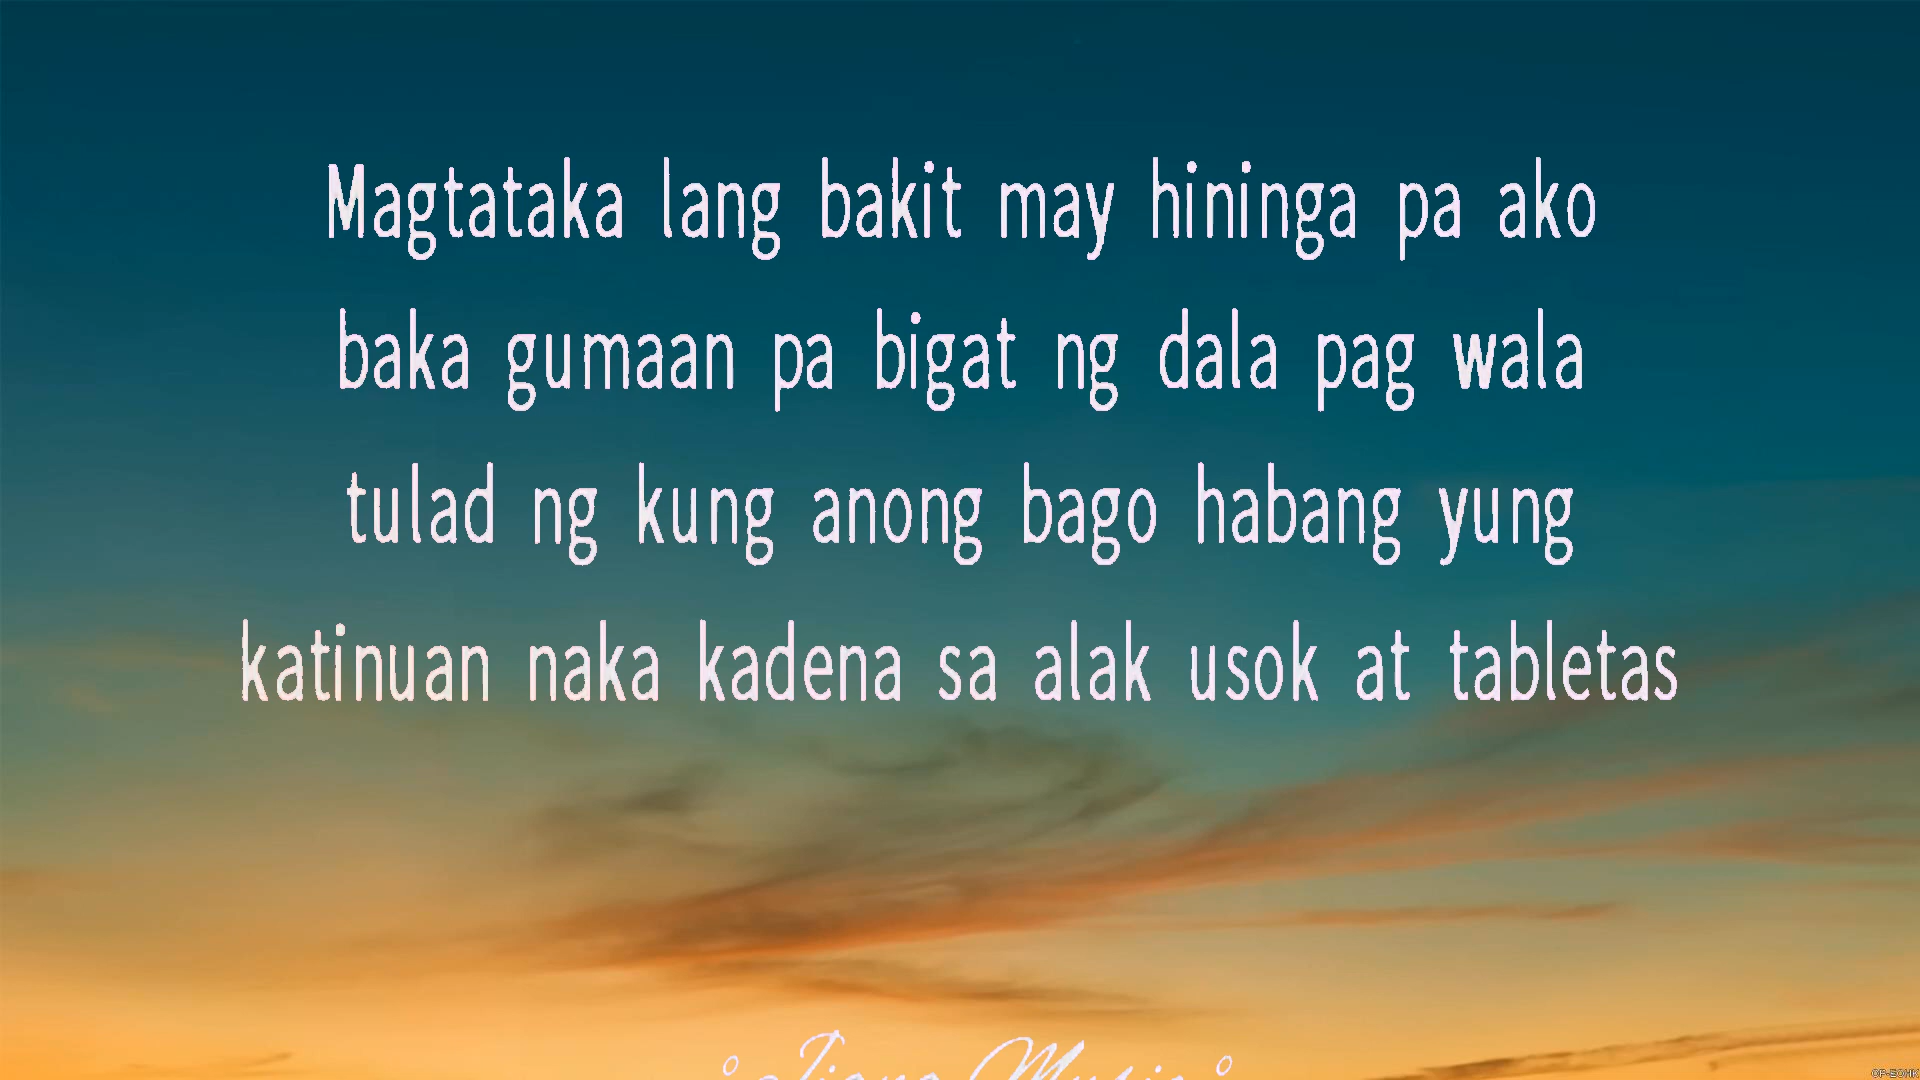 Magtataka lang bakit may hininga pa ako
baka gumaan pa bigat ng dala pag wala
tulad ng kung anong bago habang yung
katinuan naka kadena sa alak usok at tabletas